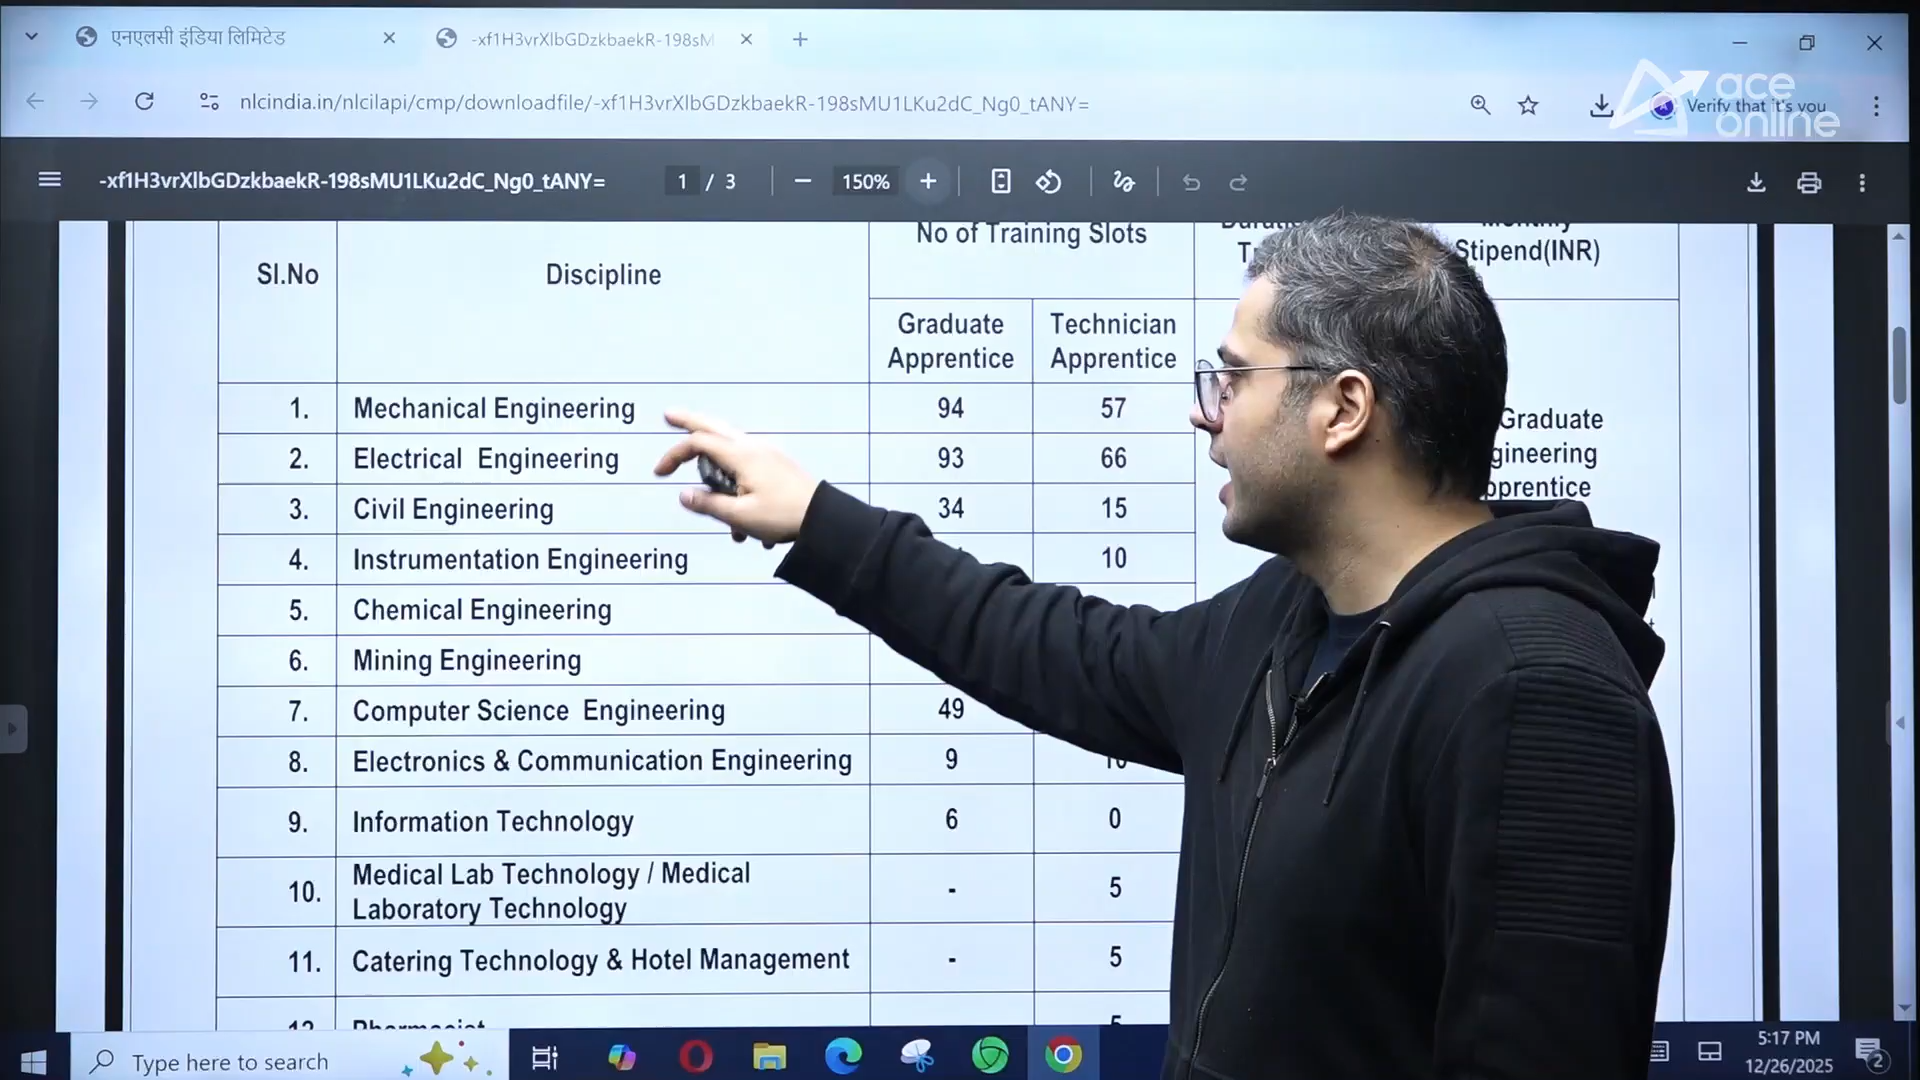 एनएलसी इंडिया लिमिटेड
-xf1H3vrXlbGDzkbaekR-198sM
nlcindia.in/nlcilapi/cmp/downloadfile/-xf1H3vrXlbGDzkbaekR-198sMU1LKu2dC_Ng0_tANY=
Verify that it's you
ace
online
-xf1H3vrXlbGDzkbaekR-198sMU1LKu2dC_Ng0_tANY=
1 / 3
150%
Sl.No
Discipline
No of Training Slots
Stipend(INR)
Graduate Apprentice
Technician Apprentice
1. Mechanical Engineering 94 57
2. Electrical Engineering 93 66
3. Civil Engineering 34 15
4. Instrumentation Engineering 10
5. Chemical Engineering
6. Mining Engineering
7. Computer Science Engineering 49
8. Electronics & Communication Engineering 9
9. Information Technology 6 0
10. Medical Lab Technology / Medical
Laboratory Technology - 5
11. Catering Technology & Hotel Management - 5
Graduate
Type here to search
5:17 PM
12/26/2025
2